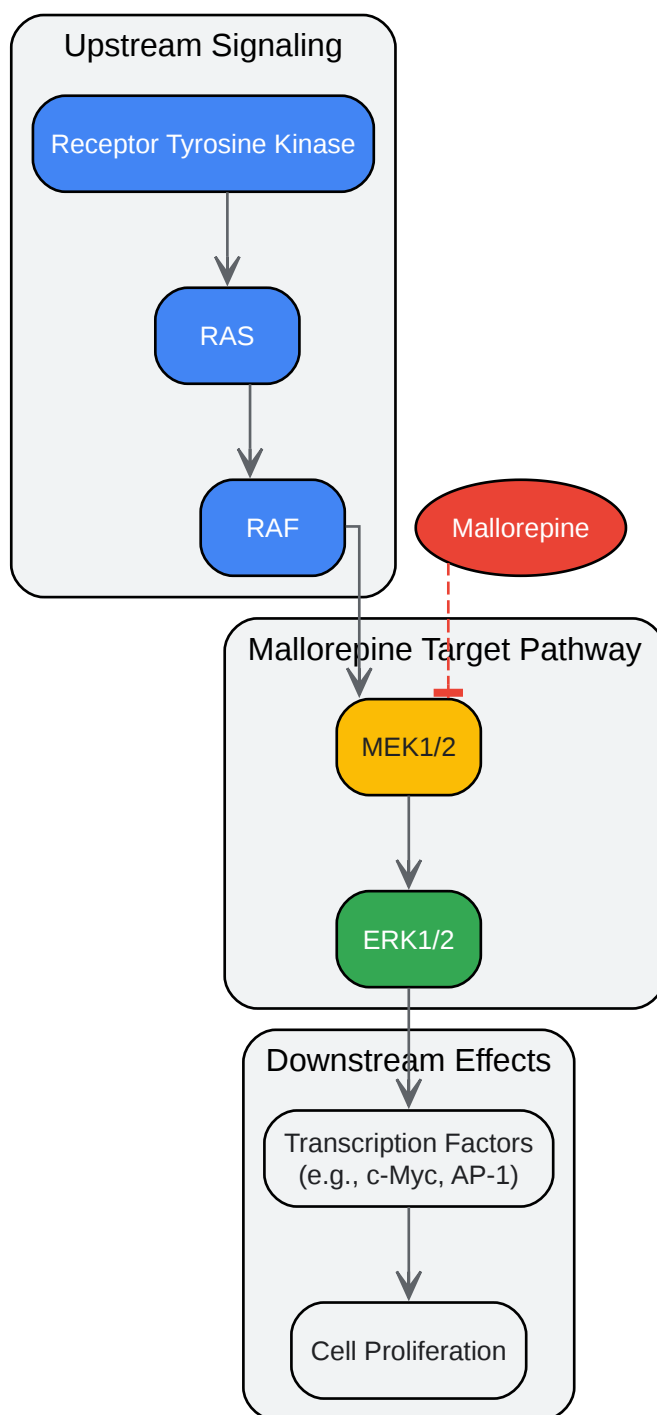 Upstream Signaling
Receptor Tyrosine Kinase
RAS
RAF
Mallorepine
Mallorepine Target Pathway
MEK1/2
ERK1/2
Downstream Effects
Transcription Factors
(e.g., c-Myc, AP-1)
Cell Proliferation